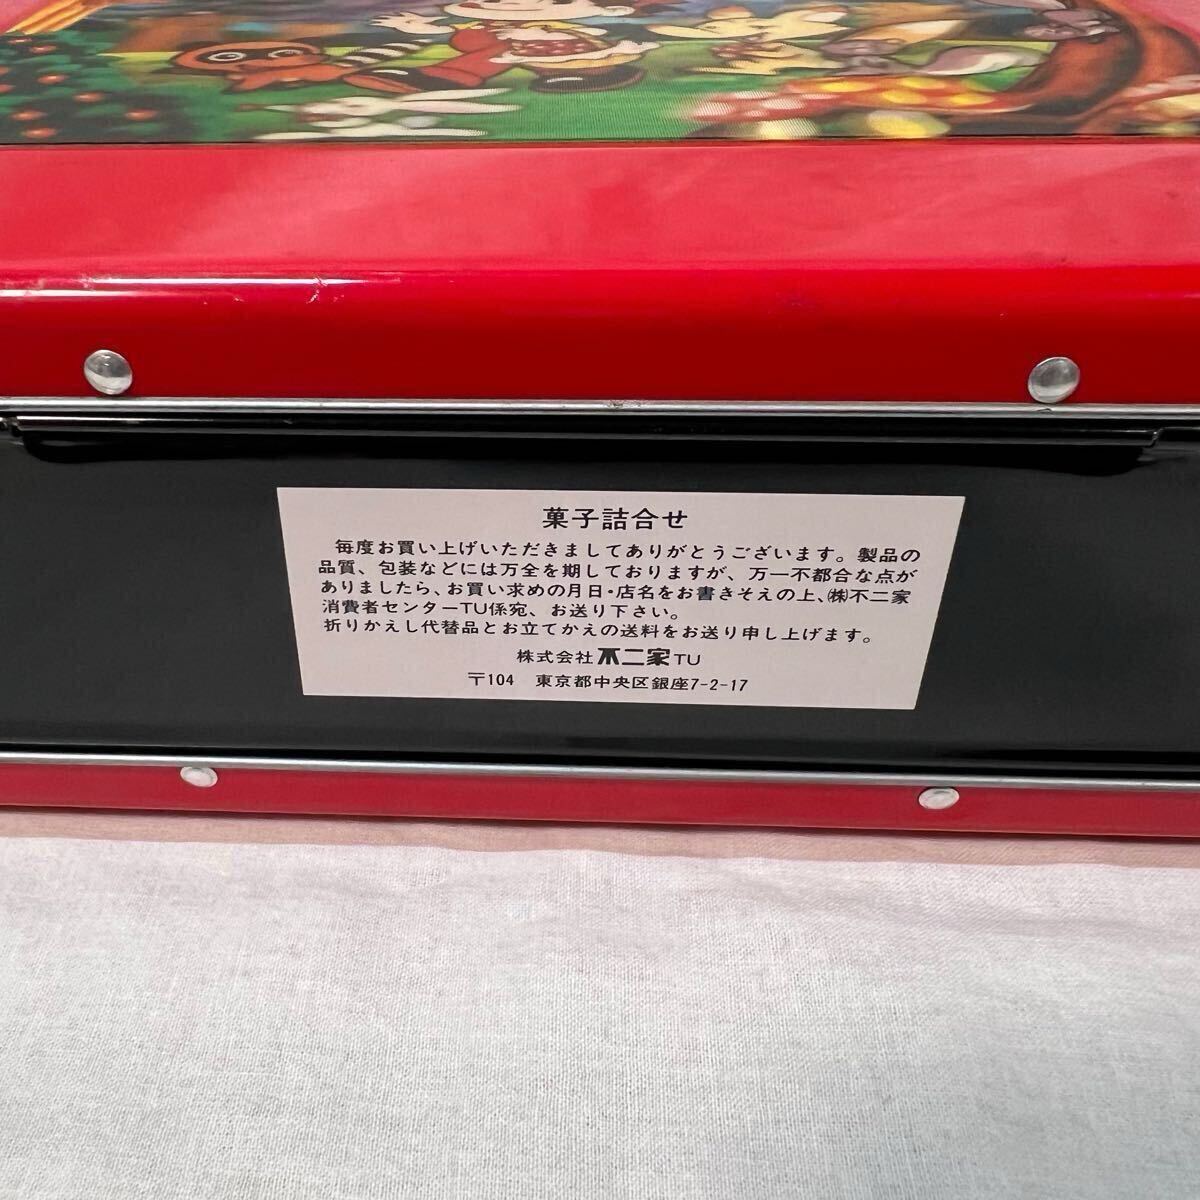 菓子詰合せ
毎度お買い上げいただきましてありがとうございます。製品の
品質、包装などには万全を期しておりますが、万一不都合な点が
ありましたら、お買い求めの月日・店名をお書きそえの上、㈱不二家
消費者センターTU係宛、お送り下さい。
折りかえし代替品とお立てかえの送料をお送り申し上げます。
株式会社不二家TU
〒104 東京都中央区銀座7-2-17